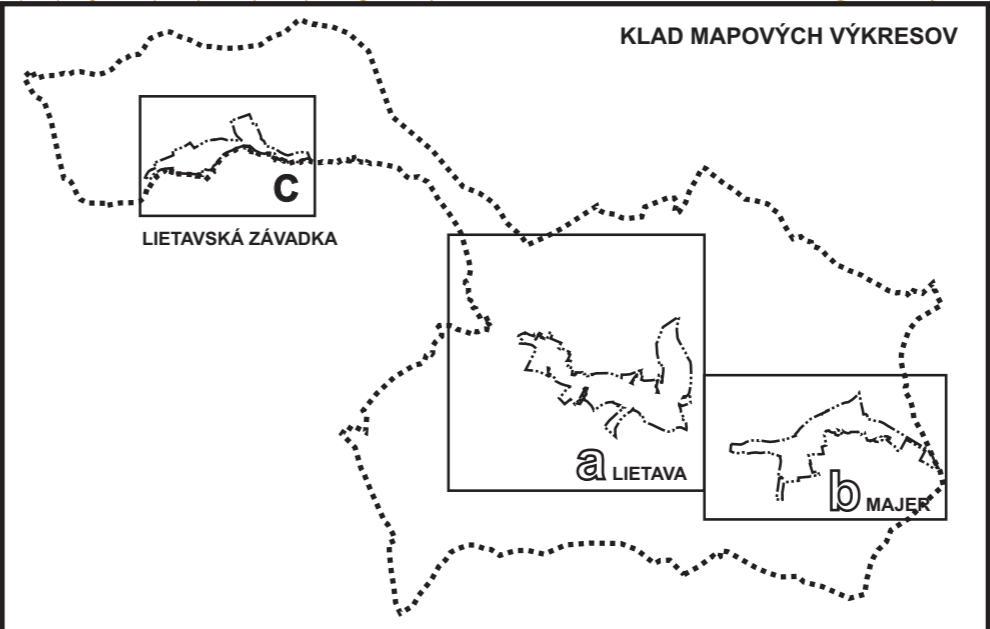 KLAD MAPOVÝCH VÝKRESOV
c
LIETAVSKÁ ZÁVADKA
a LIETAVA
b MAJER